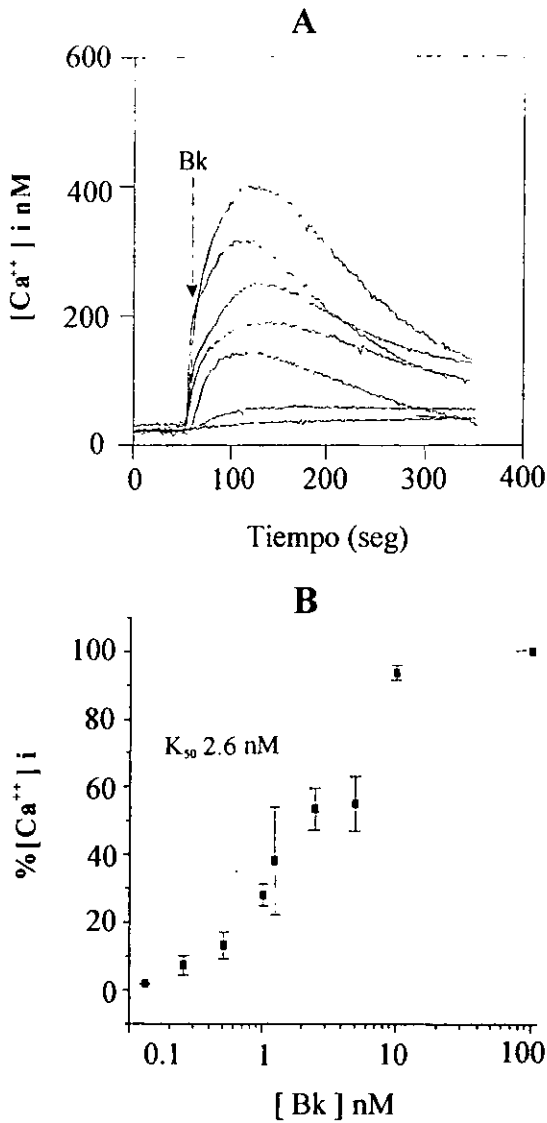 A
600
400
200
0
[Ca⁺⁺] i nM
Bk
0 100 200 300 400
Tiempo (seg)
B
100
80
60
40
20
0
%[Ca⁺⁺] i
K₅₀ 2.6 nM
0.1 1 10 100
[ Bk ] nM